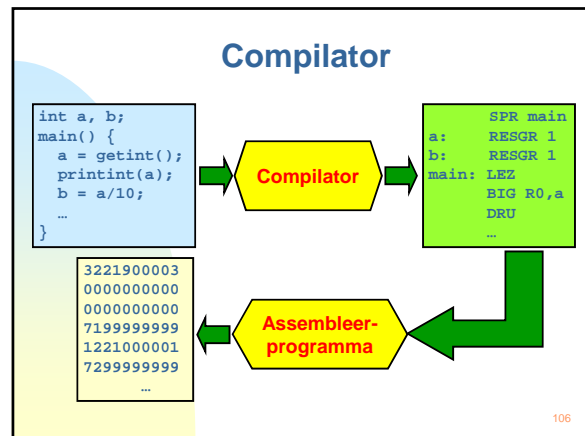 Compilator
int a, b;
main() {
a = getint();
printint(a);
b = a/10;
…
}
Compilator
SPR main
a: RESGR 1
b: RESGR 1
main: LEZ
BIG R0,a
DRU
…
3221900003
0000000000
0000000000
7199999999
1221000001
7299999999
…
Assembleer-
programma
106